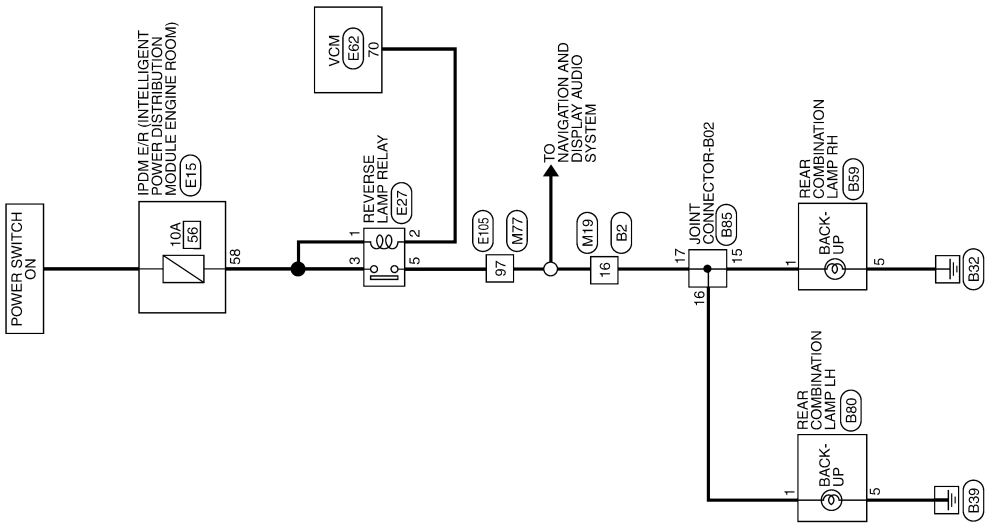 POWER SWITCH
ON
IPDM E/R (INTELLIGENT
POWER DISTRIBUTION
MODULE ENGINE ROOM)
E15
10A
56
58
VCM
E62
70
REVERSE
LAMP RELAY
E27
1
2
3
5
E105
M77
97
TO
NAVIGATION AND
DISPLAY AUDIO
SYSTEM
M19
B2
16
JOINT
CONNECTOR-B02
B85
17
15
16
REAR
COMBINATION
LAMP RH
B59
BACK-
UP
1
5
B32
REAR
COMBINATION
LAMP LH
B80
BACK-
UP
1
5
B39